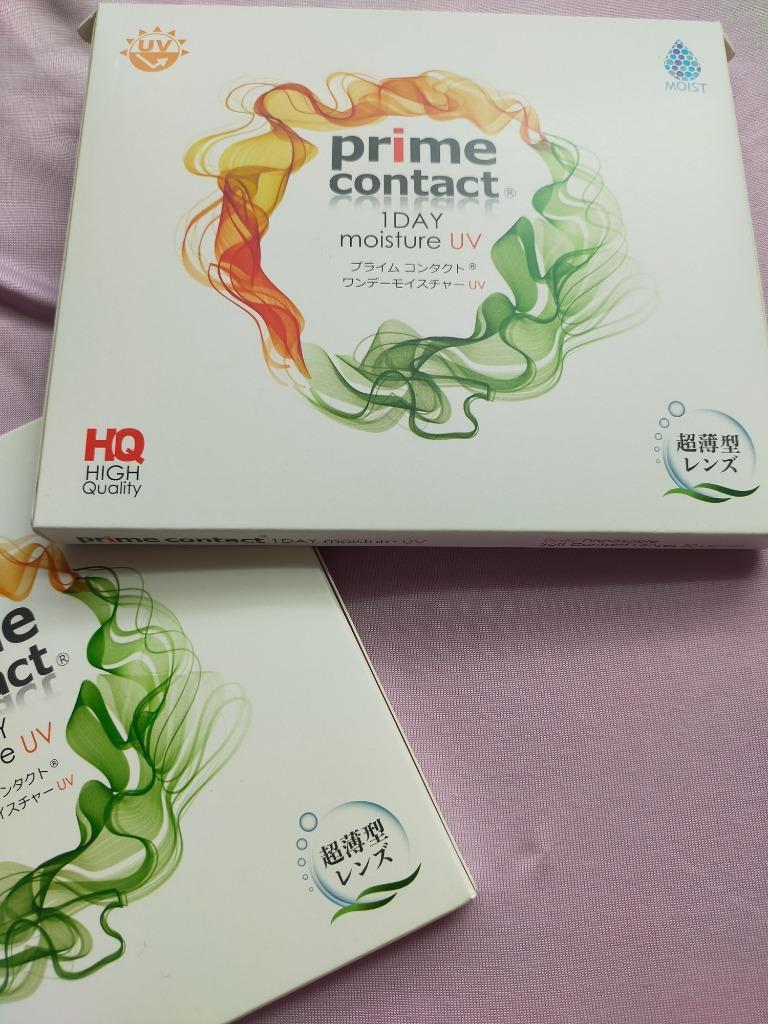 UV
MOIST
prime
contact®
1DAY
moisture UV
プライム コンタクト®
ワンデーモイスチャー UV
HQ
HIGH
Quality
超薄型
レンズ
prime contact® 1DAY moisture UV
e
act®
Y
e UV
ンタクト®
イスチャー UV
超薄型
レンズ